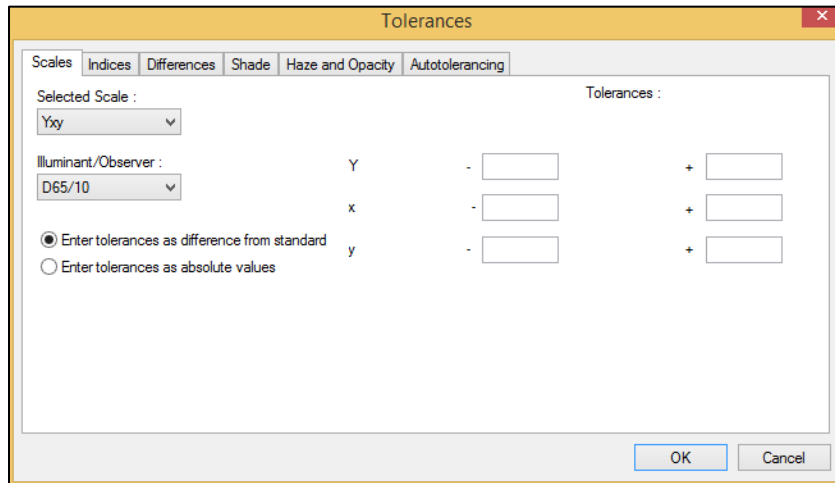 Tolerances
Scales Indices Differences Shade Haze and Opacity Autotolerancing
Selected Scale : Tolerances :
Yxy
Illuminant/Observer :
D65/10
Y - +
x - +
Enter tolerances as difference from standard
y - +
Enter tolerances as absolute values
OK Cancel